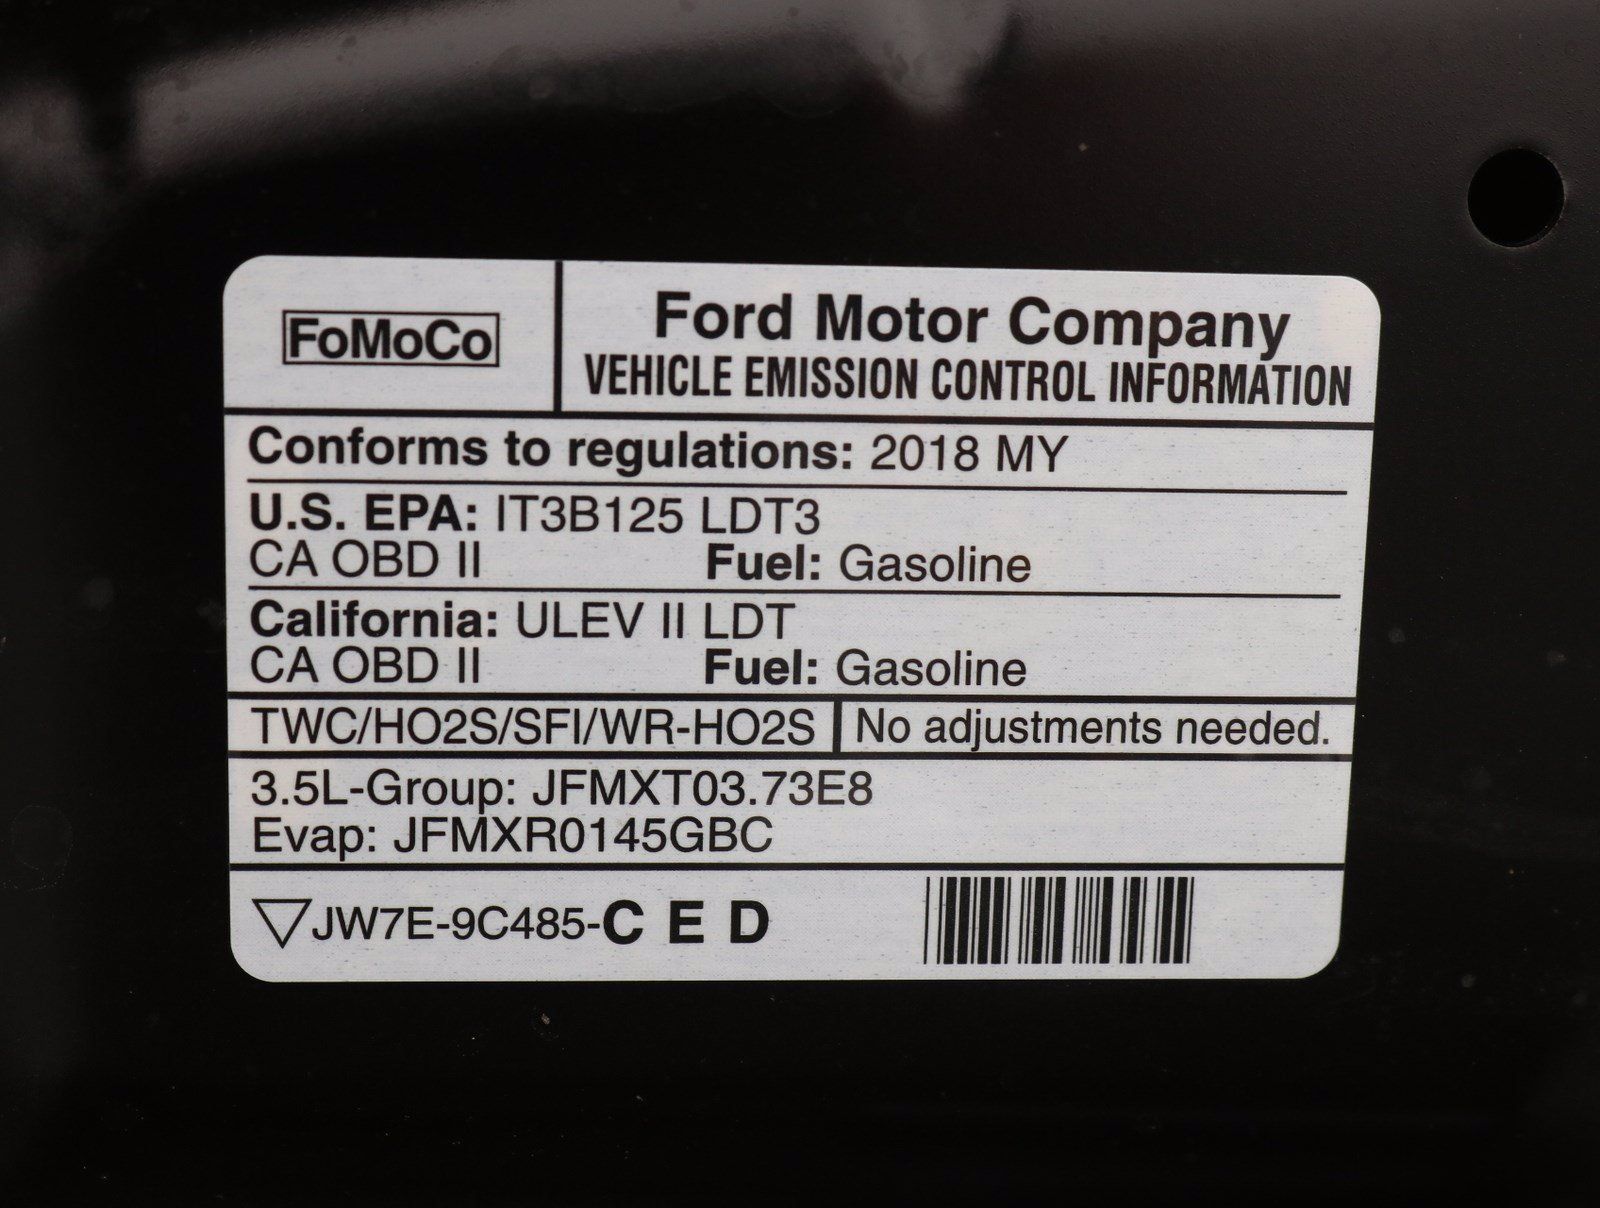 FoMoCo
Ford Motor Company
VEHICLE EMISSION CONTROL INFORMATION
Conforms to regulations: 2018 MY
U.S. EPA: IT3B125 LDT3
CA OBD II Fuel: Gasoline
California: ULEV II LDT
CA OBD II Fuel: Gasoline
TWC/HO2S/SFI/WR-HO2S No adjustments needed.
3.5L-Group: JFMXT03.73E8
Evap: JFMXR0145GBC
JW7E-9C485-C E D